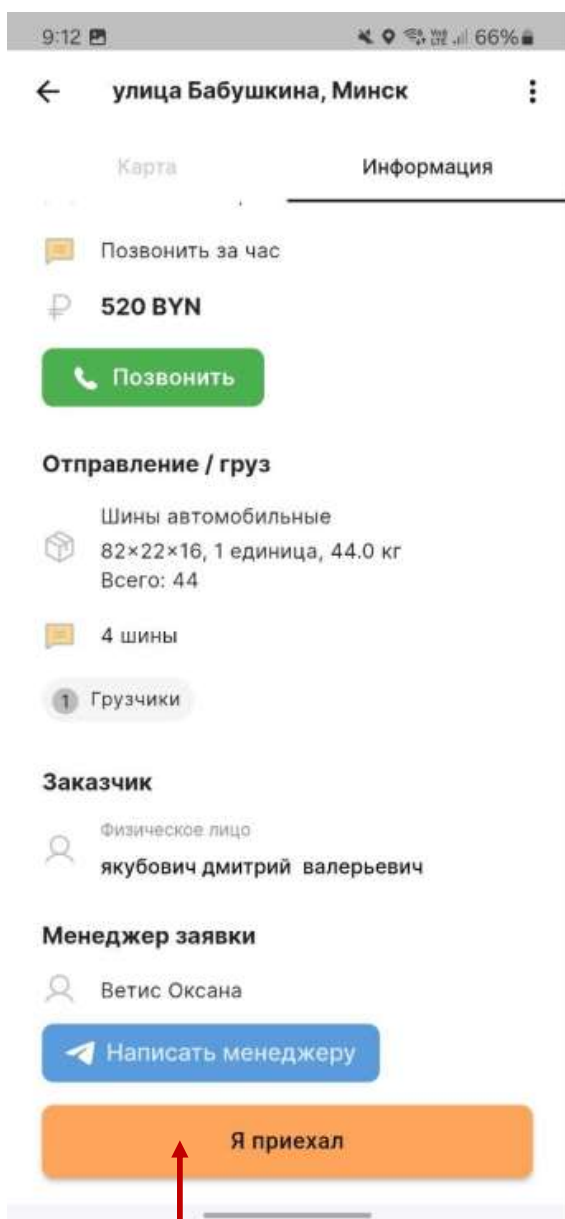 9:12 66%
улица Бабушкина, Минск
Карта Информация
Позвонить за час
₽ 520 BYN
Позвонить
Отправление / груз
Шины автомобильные
82×22×16, 1 единица, 44.0 кг
Всего: 44
4 шины
1 Грузчики
Заказчик
Физическое лицо
якубович дмитрий валерьевич
Менеджер заявки
Ветис Оксана
Написать менеджеру
Я приехал